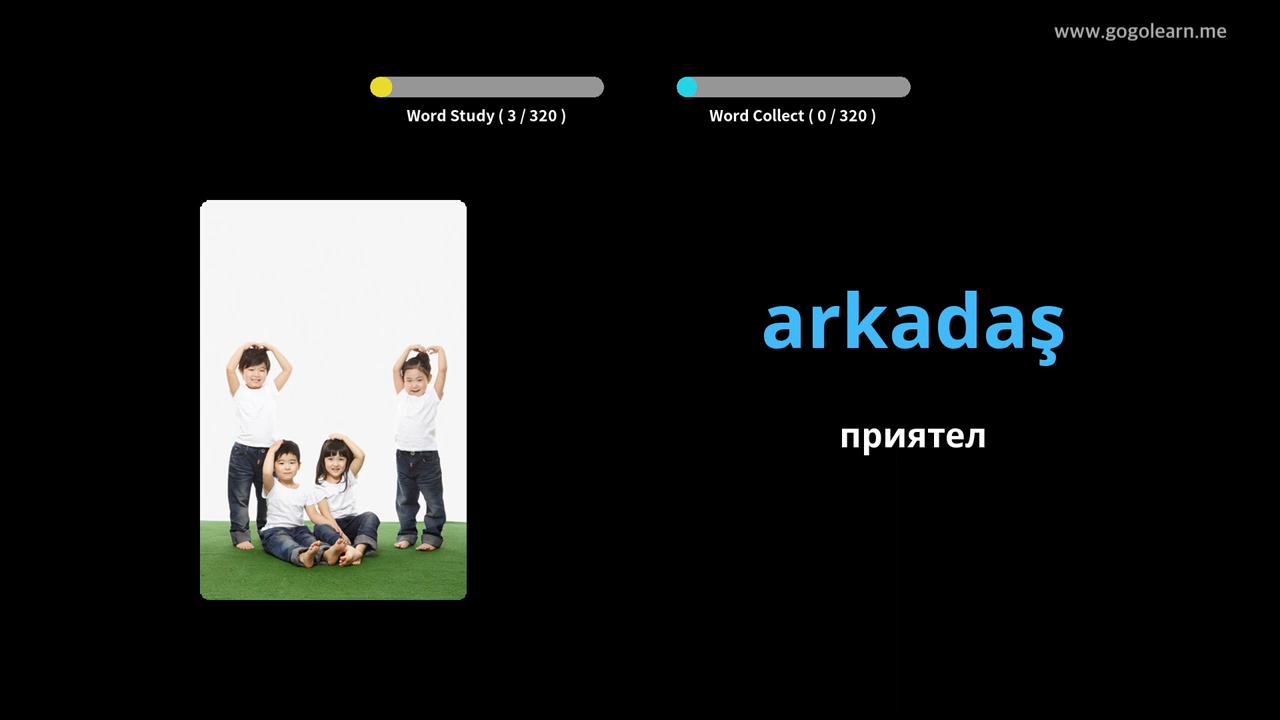 www.gogolearn.me
Word Study ( 3 / 320 )
Word Collect ( 0 / 320 )
arkadaş
приятел